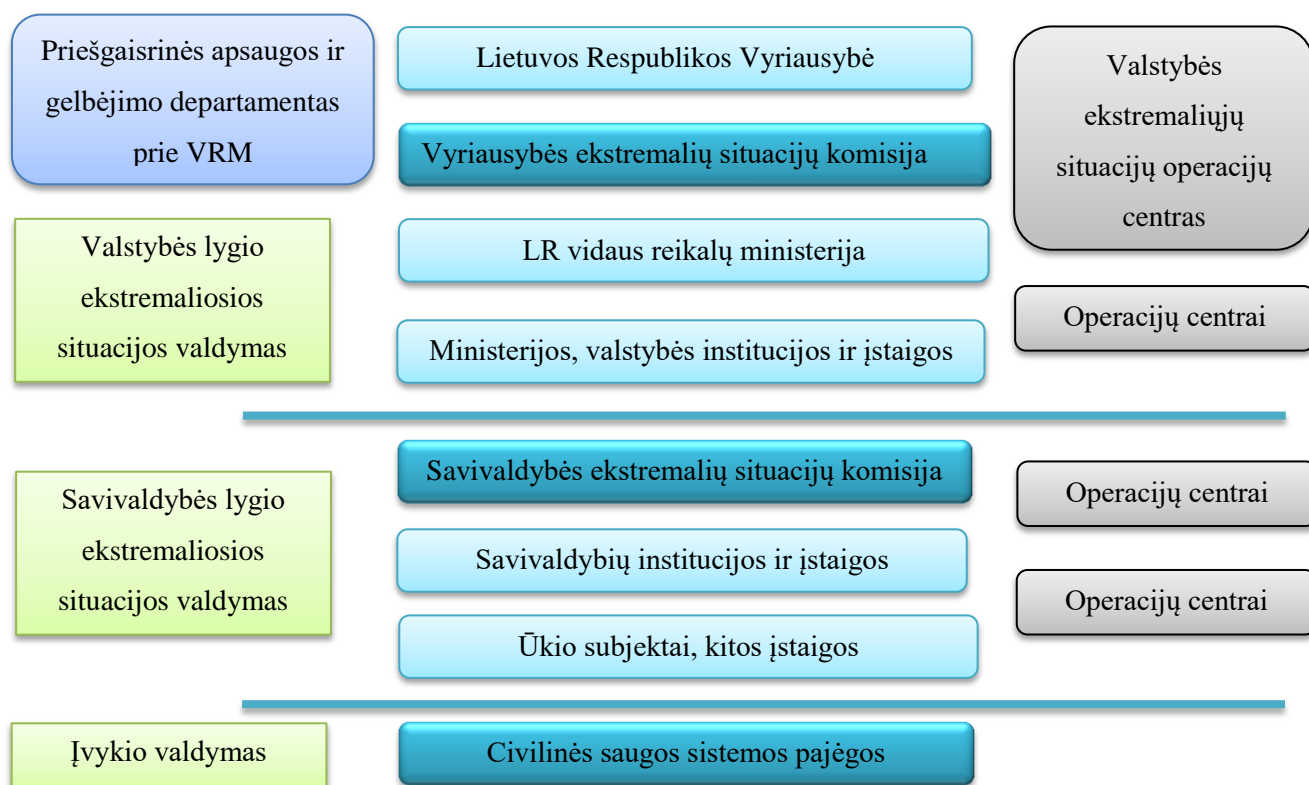 Priešgaisrinės apsaugos ir
gelbėjimo departamentas
prie VRM
Lietuvos Respublikos Vyriausybė
Vyriausybės ekstremalių situacijų komisija
Valstybės
ekstremaliųjų
situacijų operacijų
centras
Valstybės lygio
ekstremaliosios
situacijos valdymas
LR vidaus reikalų ministerija
Ministerijos, valstybės institucijos ir įstaigos
Operacijų centrai
Savivaldybės lygio
ekstremaliosios
situacijos valdymas
Savivaldybės ekstremalių situacijų komisija
Savivaldybių institucijos ir įstaigos
Ūkio subjektai, kitos įstaigos
Operacijų centrai
Operacijų centrai
Įvykio valdymas
Civilinės saugos sistemos pajėgos